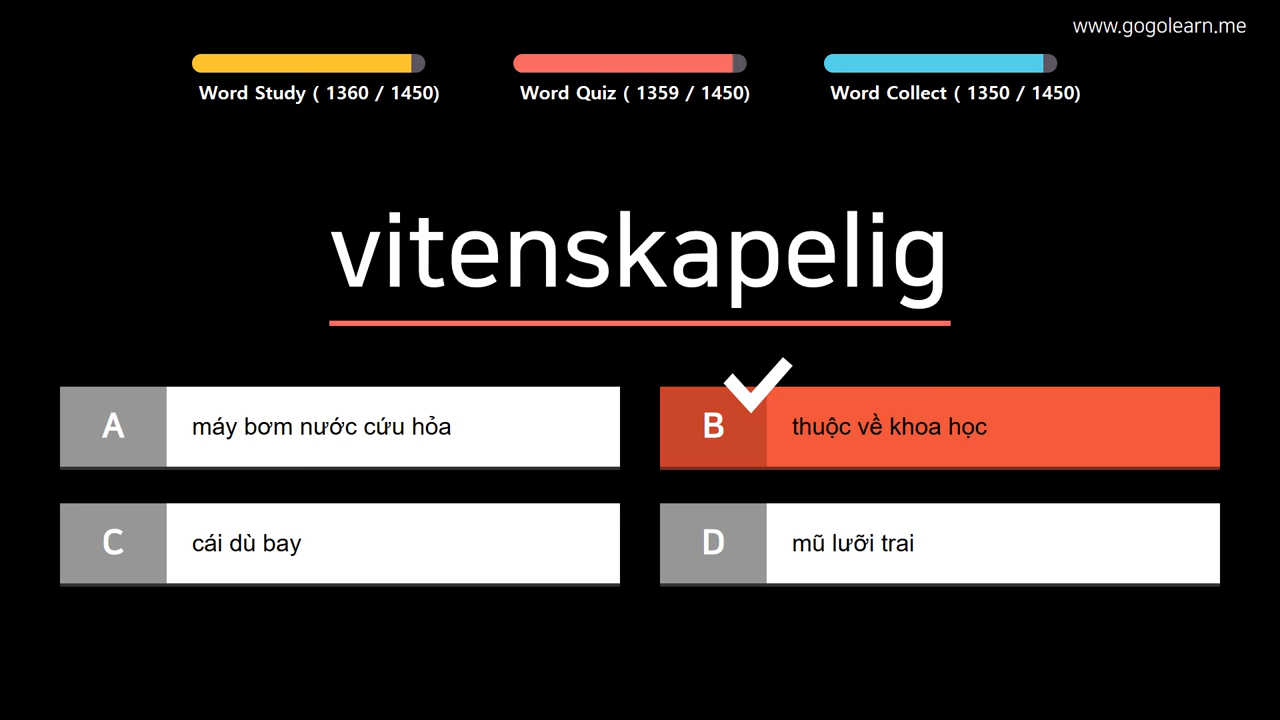 www.gogolearn.me
Word Study ( 1360 / 1450)
Word Quiz ( 1359 / 1450)
Word Collect ( 1350 / 1450)
vitenskapelig
A máy bơm nước cứu hỏa
B thuộc về khoa học
C cái dù bay
D mũ lưỡi trai